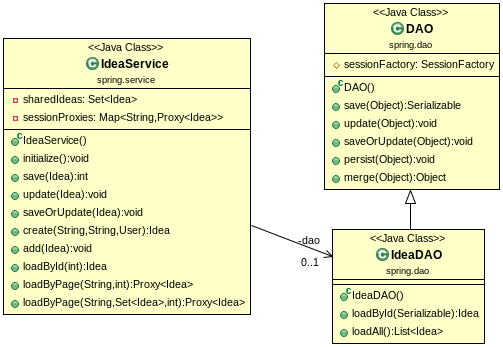 <<Java Class>>
IdeaService
spring.service
sharedIdeas: Set<Idea>
sessionProxies: Map<String,Proxy<Idea>>
IdeaService()
initialize():void
save(Idea):int
update(Idea):void
saveOrUpdate(Idea):void
create(String,String,User):Idea
add(Idea):void
loadById(int):Idea
loadByPage(String,int):Proxy<Idea>
loadByPage(String,Set<Idea>,int):Proxy<Idea>
<<Java Class>>
DAO
spring.dao
sessionFactory: SessionFactory
DAO()
save(Object):Serializable
update(Object):void
saveOrUpdate(Object):void
persist(Object):void
merge(Object):Object
-dao
0..1
<<Java Class>>
IdeaDAO
spring.dao
IdeaDAO()
loadById(Serializable):Idea
loadAll():List<Idea>